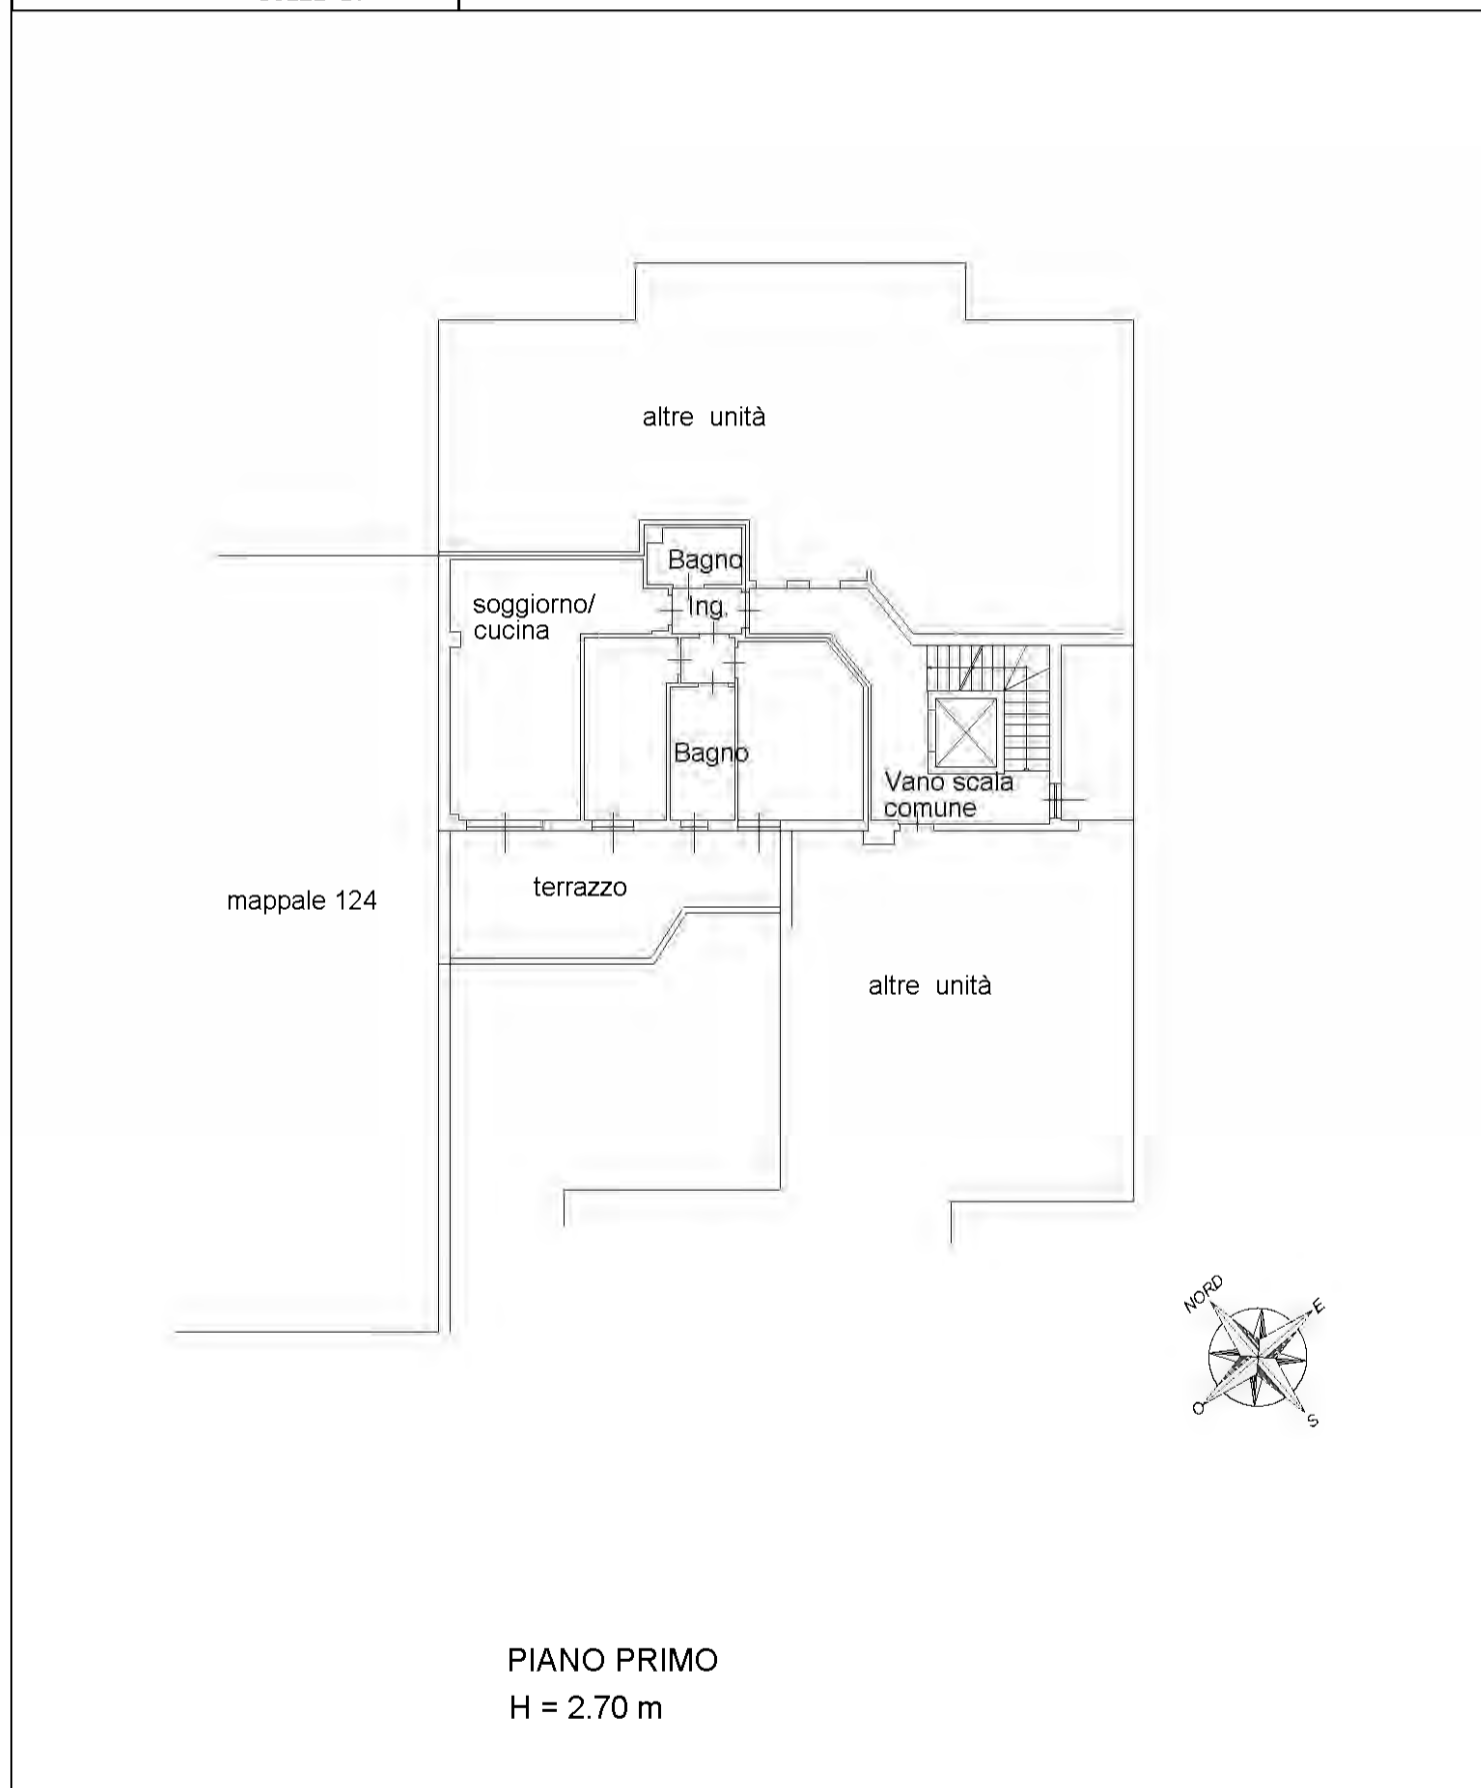 altre unità
Bagno
Ing.
soggiorno/
cucina
Bagno
Vano scala
comune
terrazzo
mappale 124
altre unità
NORD
E
O
S
PIANO PRIMO
H = 2.70 m